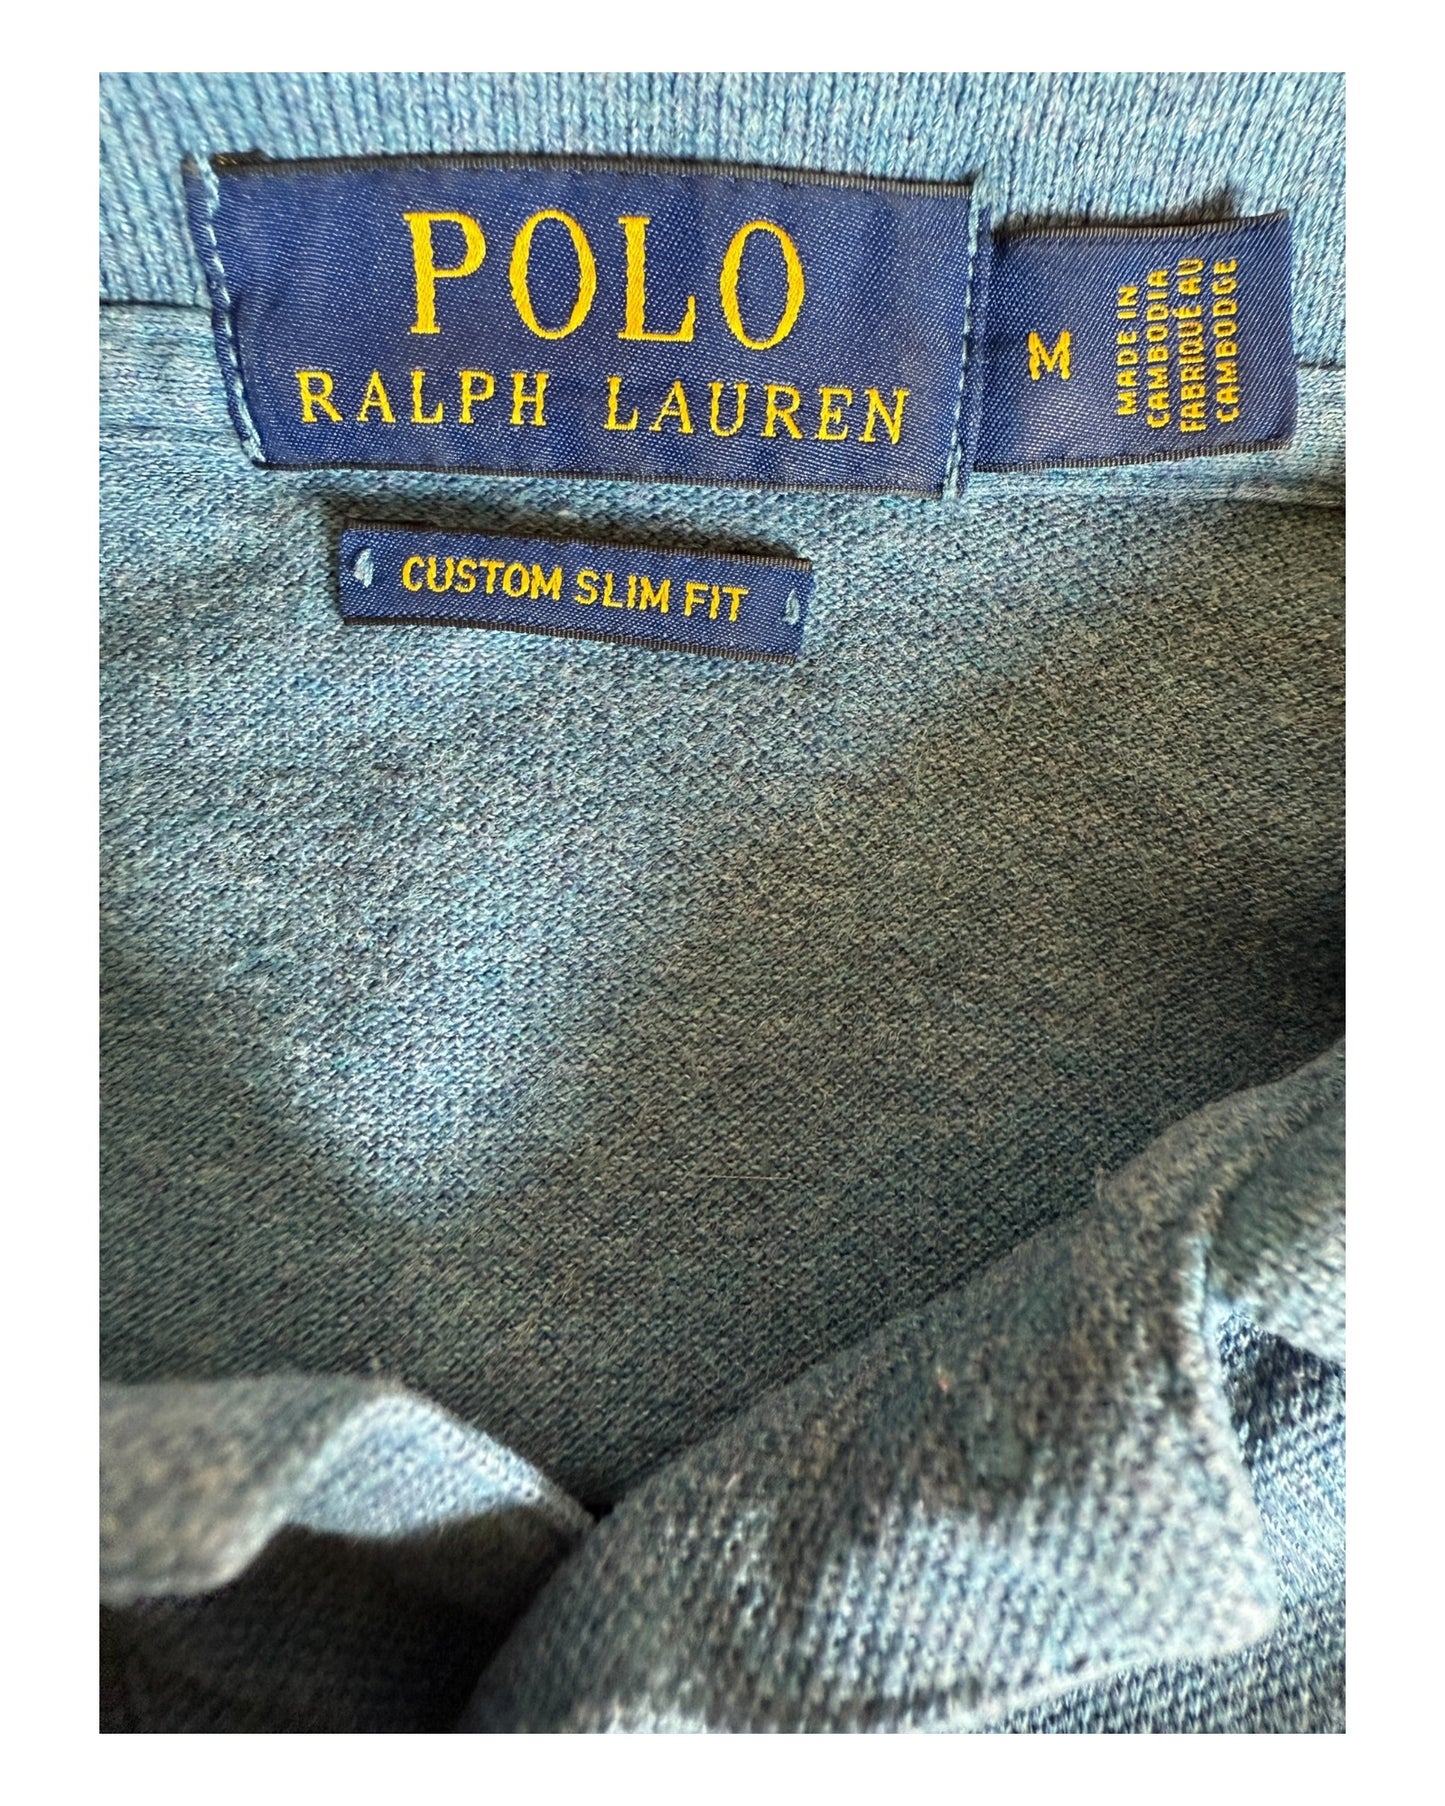 POLO
RALPH LAUREN
M
MADE IN
CAMBODIA
FABRIQUÉ AU
CAMBODGE
CUSTOM SLIM FIT